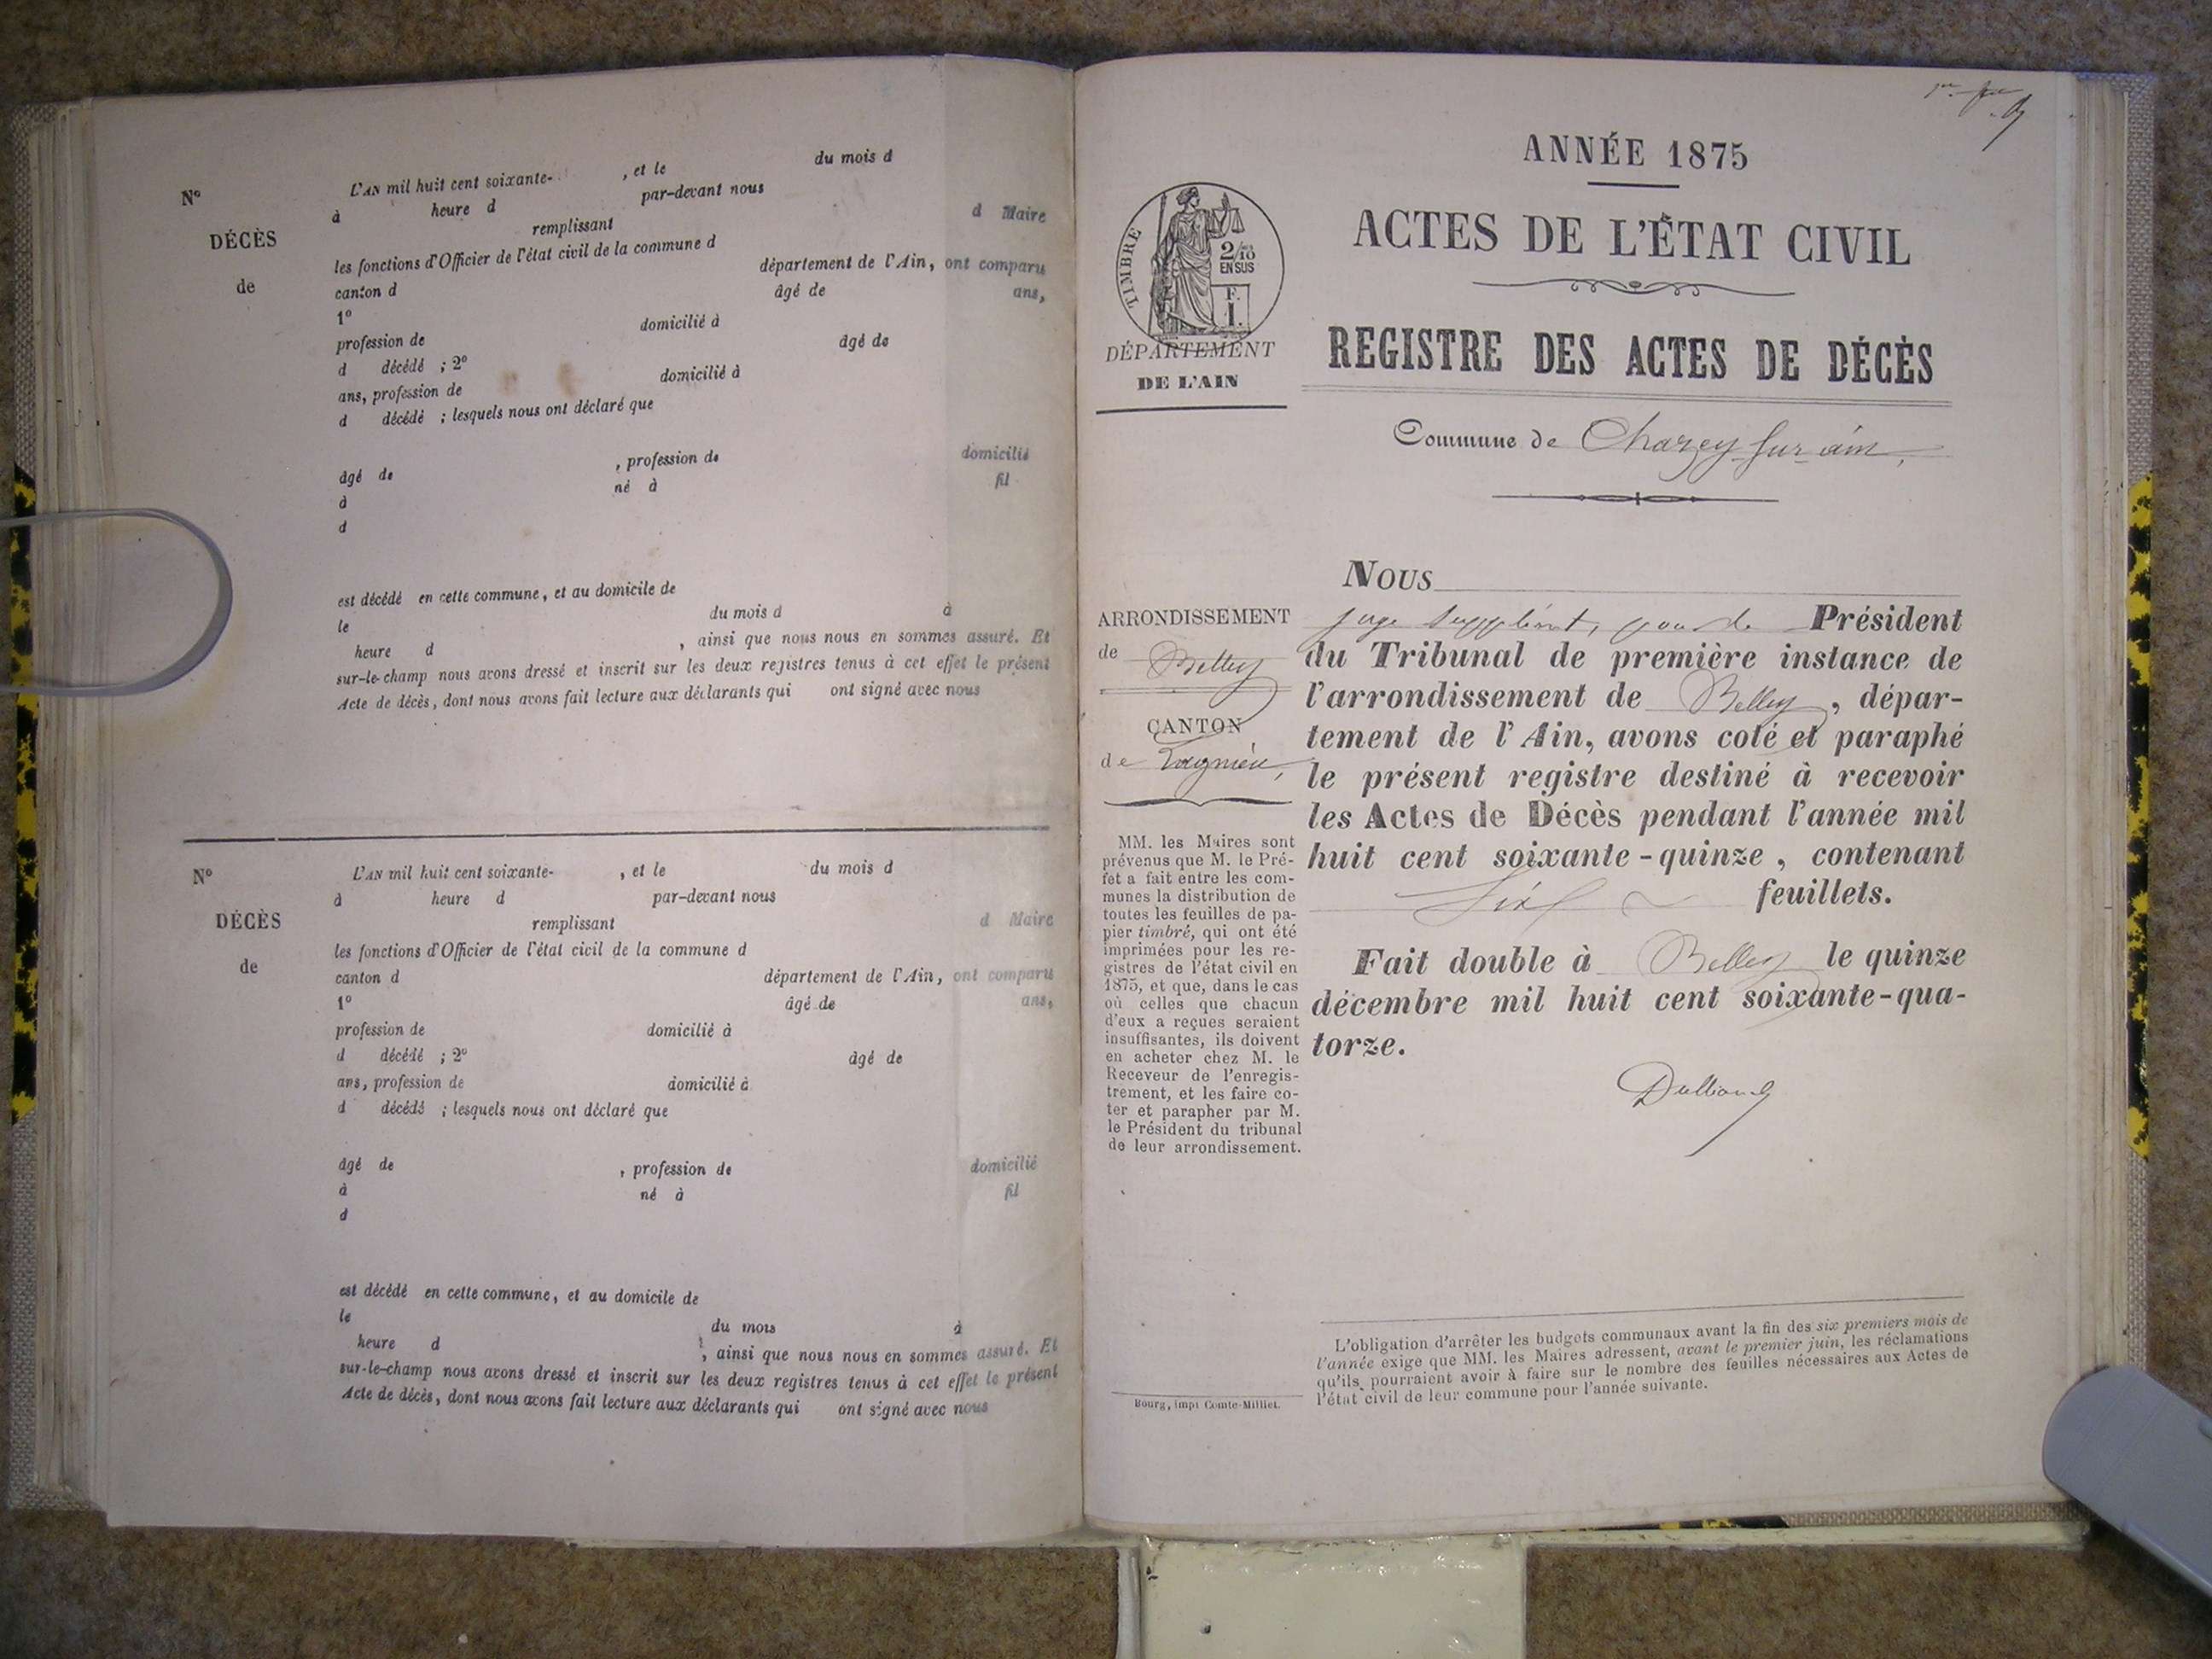 Nº
DÉCÈS
de
L'AN mil huit cent soixante- , et le du mois d
à heure d par-devant nous
remplissant d Maire
les fonctions d'Officier de l'état civil de la commune d
canton d département de l'Ain, ont comparu
1º âgé de ans,
profession de domicilié à
d décédé ; 2º âgé de
ans, profession de domicilié à
d décédé ; lesquels nous ont déclaré que
âgé de , profession de domicilié
à né à fil
d
est décédé en cette commune, et au domicile de
le du mois d à
heure d , ainsi que nous nous en sommes assuré. Et
sur-le-champ nous avons dressé et inscrit sur les deux registres tenus à cet effet le présent
Acte de décès, dont nous avons fait lecture aux déclarants qui ont signé avec nous
Nº
DÉCÈS
de
L'AN mil huit cent soixante- , et le du mois d
à heure d par-devant nous
remplissant d Maire
les fonctions d'Officier de l'état civil de la commune d
canton d département de l'Ain, ont comparu
1º âgé de ans,
profession de domicilié à
d décédé ; 2º âgé de
ans, profession de domicilié à
d décédé ; lesquels nous ont déclaré que
âgé de , profession de domicilié
à né à fil
d
est décédé en cette commune, et au domicile de
le du mois à
heure d , ainsi que nous nous en sommes assuré. Et
sur-le-champ nous avons dressé et inscrit sur les deux registres tenus à cet effet le présent
Acte de décès, dont nous avons fait lecture aux déclarants qui ont signé avec nous
ANNÉE 1875
ACTES DE L'ÉTAT CIVIL
REGISTRE DES ACTES DE DÉCÈS
Commune de Chazey-sur-ain,
TIMBRE
2/10
EN SUS
F.
1.
DÉPARTEMENT
DE L'AIN
ARRONDISSEMENT
de Belley
CANTON
de Lagnieu,
MM. les Maires sont
prévenus que M. le Pré-
fet a fait entre les com-
munes la distribution de
toutes les feuilles de pa-
pier timbré, qui ont été
imprimées pour les re-
gistres de l'état civil en
1875, et que, dans le cas
où celles que chacun
d'eux a reçues seraient
insuffisantes, ils doivent
en acheter chez M. le
Receveur de l'enregis-
trement, et les faire co-
ter et parapher par M.
le Président du tribunal
de leur arrondissement.
Bourg, impr Comte-Milliet.
NOUS
juge suppléant, pour le Président
du Tribunal de première instance de
l'arrondissement de Belley, dépar-
tement de l'Ain, avons coté et paraphé
le présent registre destiné à recevoir
les Actes de Décès pendant l'année mil
huit cent soixante-quinze, contenant
Six feuillets.
Fait double à Belley le quinze
décembre mil huit cent soixante-qua-
torze.
L'obligation d'arrêter les budgets communaux avant la fin des six premiers mois de
l'année exige que MM. les Maires adressent, avant le premier juin, les réclamations
qu'ils pourraient avoir à faire sur le nombre des feuilles nécessaires aux Actes de
l'état civil de leur commune pour l'année suivante.